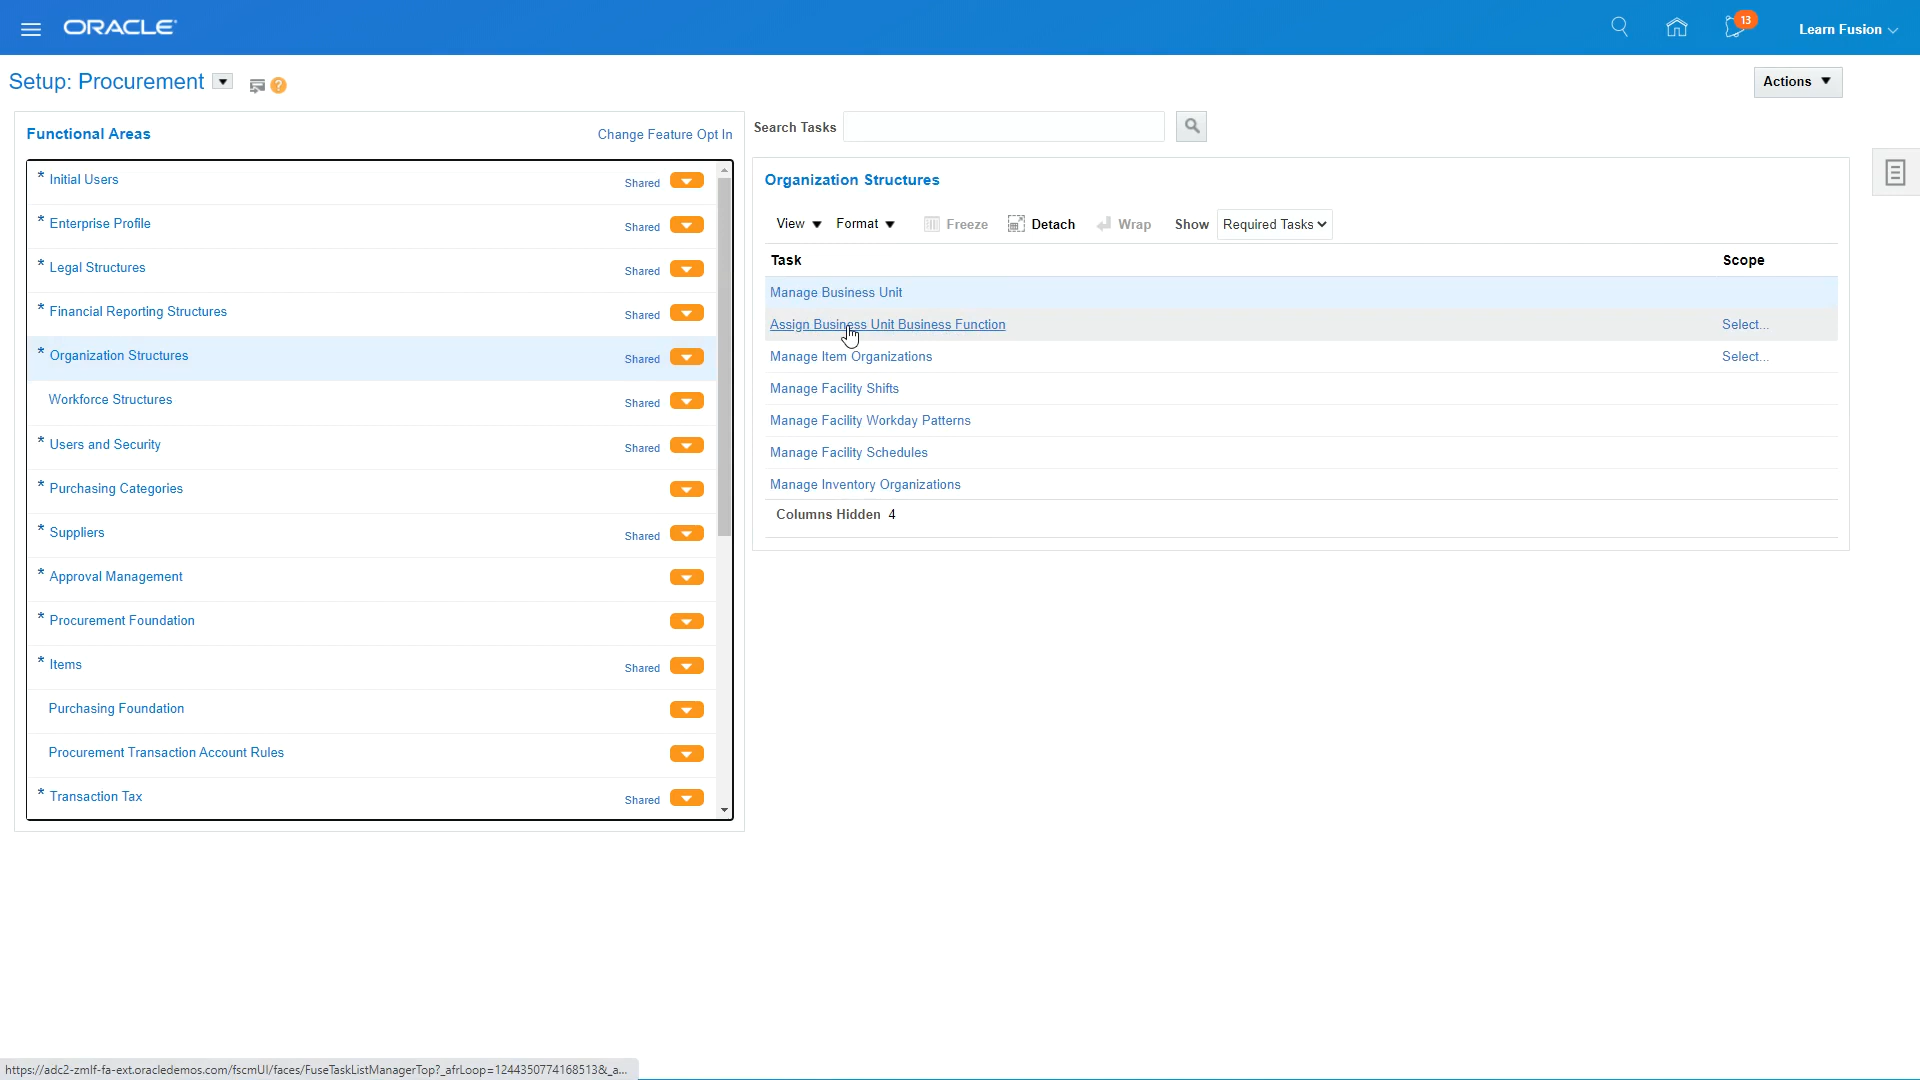 ORACLE
13
Learn Fusion
Setup: Procurement
Actions
Functional Areas
Change Feature Opt In
* Initial Users Shared
* Enterprise Profile Shared
* Legal Structures Shared
* Financial Reporting Structures Shared
* Organization Structures Shared
Workforce Structures Shared
* Users and Security Shared
* Purchasing Categories
* Suppliers Shared
* Approval Management
* Procurement Foundation
* Items Shared
Purchasing Foundation
Procurement Transaction Account Rules
* Transaction Tax Shared
Search Tasks
Organization Structures
View Format Freeze Detach Wrap Show Required Tasks
Task Scope
Manage Business Unit
Assign Business Unit Business Function Select...
Manage Item Organizations Select...
Manage Facility Shifts
Manage Facility Workday Patterns
Manage Facility Schedules
Manage Inventory Organizations
Columns Hidden 4
https://adc2-zmlf-fa-ext.oracledemos.com/fscmUI/faces/FuseTaskListManagerTop?_afrLoop=1244350774168513&_a...